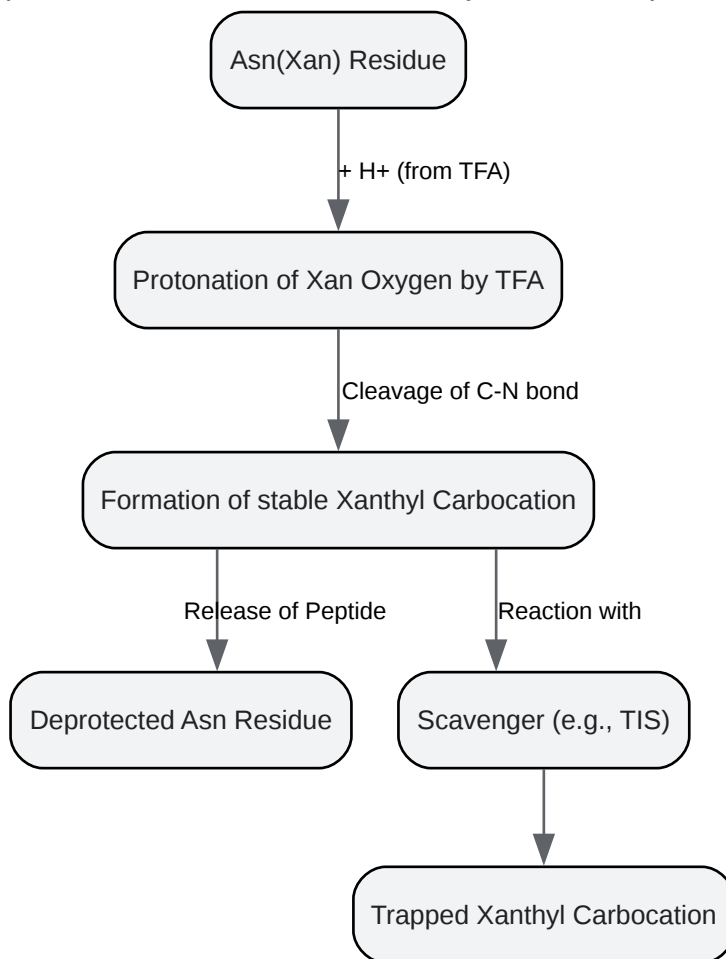 Asn(Xan) Residue
+ H+ (from TFA)
Protonation of Xan Oxygen by TFA
Cleavage of C-N bond
Formation of stable Xanthyl Carbocation
Release of Peptide
Reaction with
Deprotected Asn Residue
Scavenger (e.g., TIS)
Trapped Xanthyl Carbocation